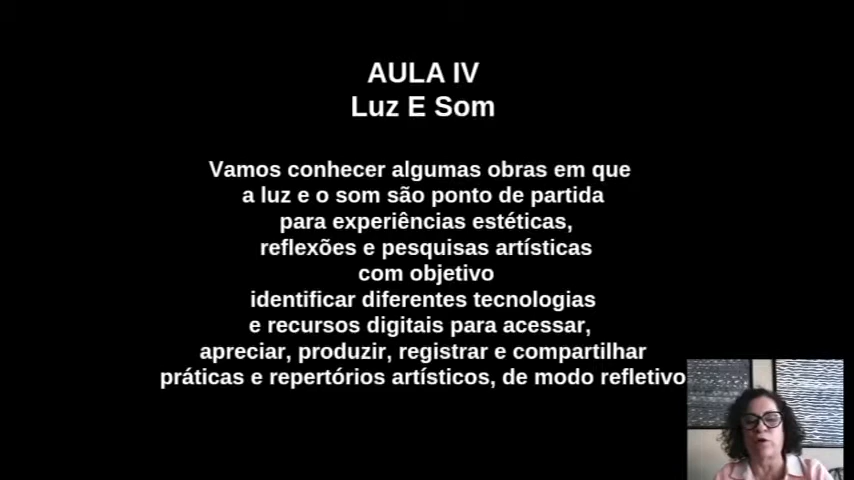 AULA IV
Luz E Som
Vamos conhecer algumas obras em que
a luz e o som são ponto de partida
para experiências estéticas,
reflexões e pesquisas artísticas
com objetivo
identificar diferentes tecnologias
e recursos digitais para acessar,
apreciar, produzir, registrar e compartilhar
práticas e repertórios artísticos, de modo refletivo